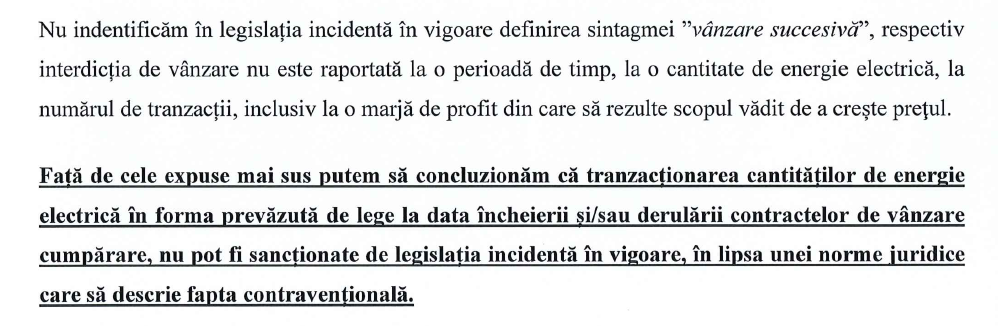 Nu indentificăm în legislația incidentă în vigoare definirea sintagmei ”vânzare succesivă”, respectiv
interdicția de vânzare nu este raportată la o perioadă de timp, la o cantitate de energie electrică, la
numărul de tranzacții, inclusiv la o marjă de profit din care să rezulte scopul vădit de a crește prețul.
Față de cele expuse mai sus putem să concluzionăm că tranzacționarea cantităților de energie
electrică în forma prevăzută de lege la data încheierii și/sau derulării contractelor de vânzare
cumpărare, nu pot fi sancționate de legislația incidentă în vigoare, în lipsa unei norme juridice
care să descrie fapta contravențională.